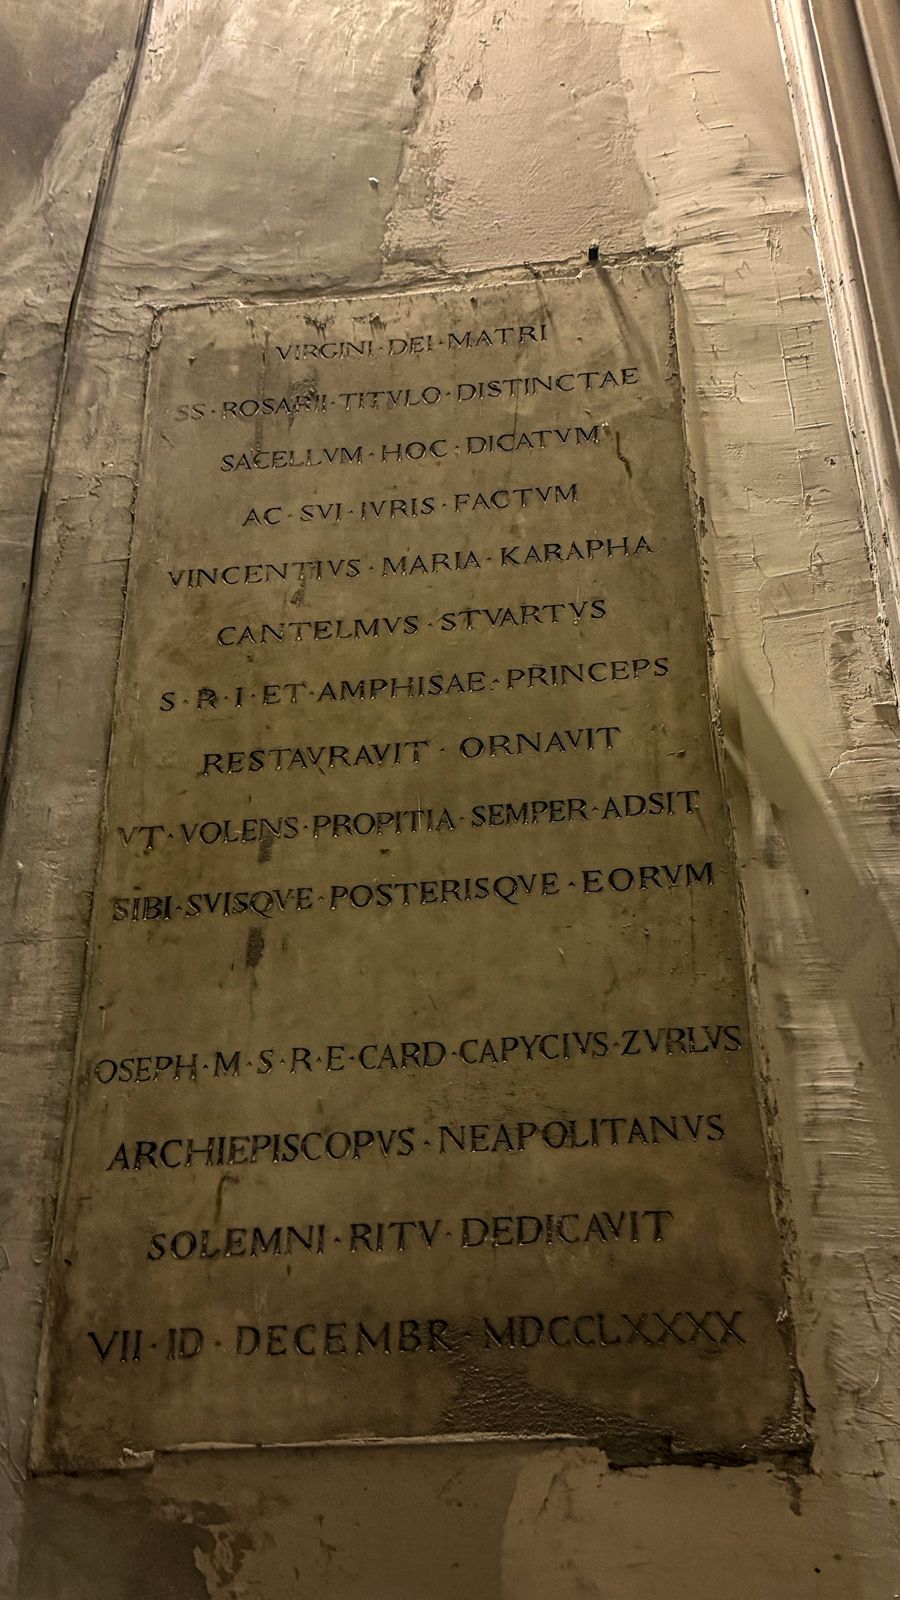 VIRGINI·DEI·MATRI
SS·ROSARII·TITVLO·DISTINCTAE
SACELLVM·HOC·DICATVM
AC·SVI·IVRIS·FACTVM
VINCENTIVS·MARIA·KARAPHA
CANTELMVS·STVARTVS
S·R·I·ET·AMPHISAE·PRINCEPS
RESTAVRAVIT·ORNAVIT
VT·VOLENS·PROPITIA·SEMPER·ADSIT
SIBI·SVISQVE·POSTERISQVE·EORVM
OSEPH·M·S·R·E·CARD·CAPYCIVS·ZVRLVS
ARCHIEPISCOPVS·NEAPOLITANVS
SOLEMNI·RITV·DEDICAVIT
VII·ID·DECEMBR·MDCCLXXXX